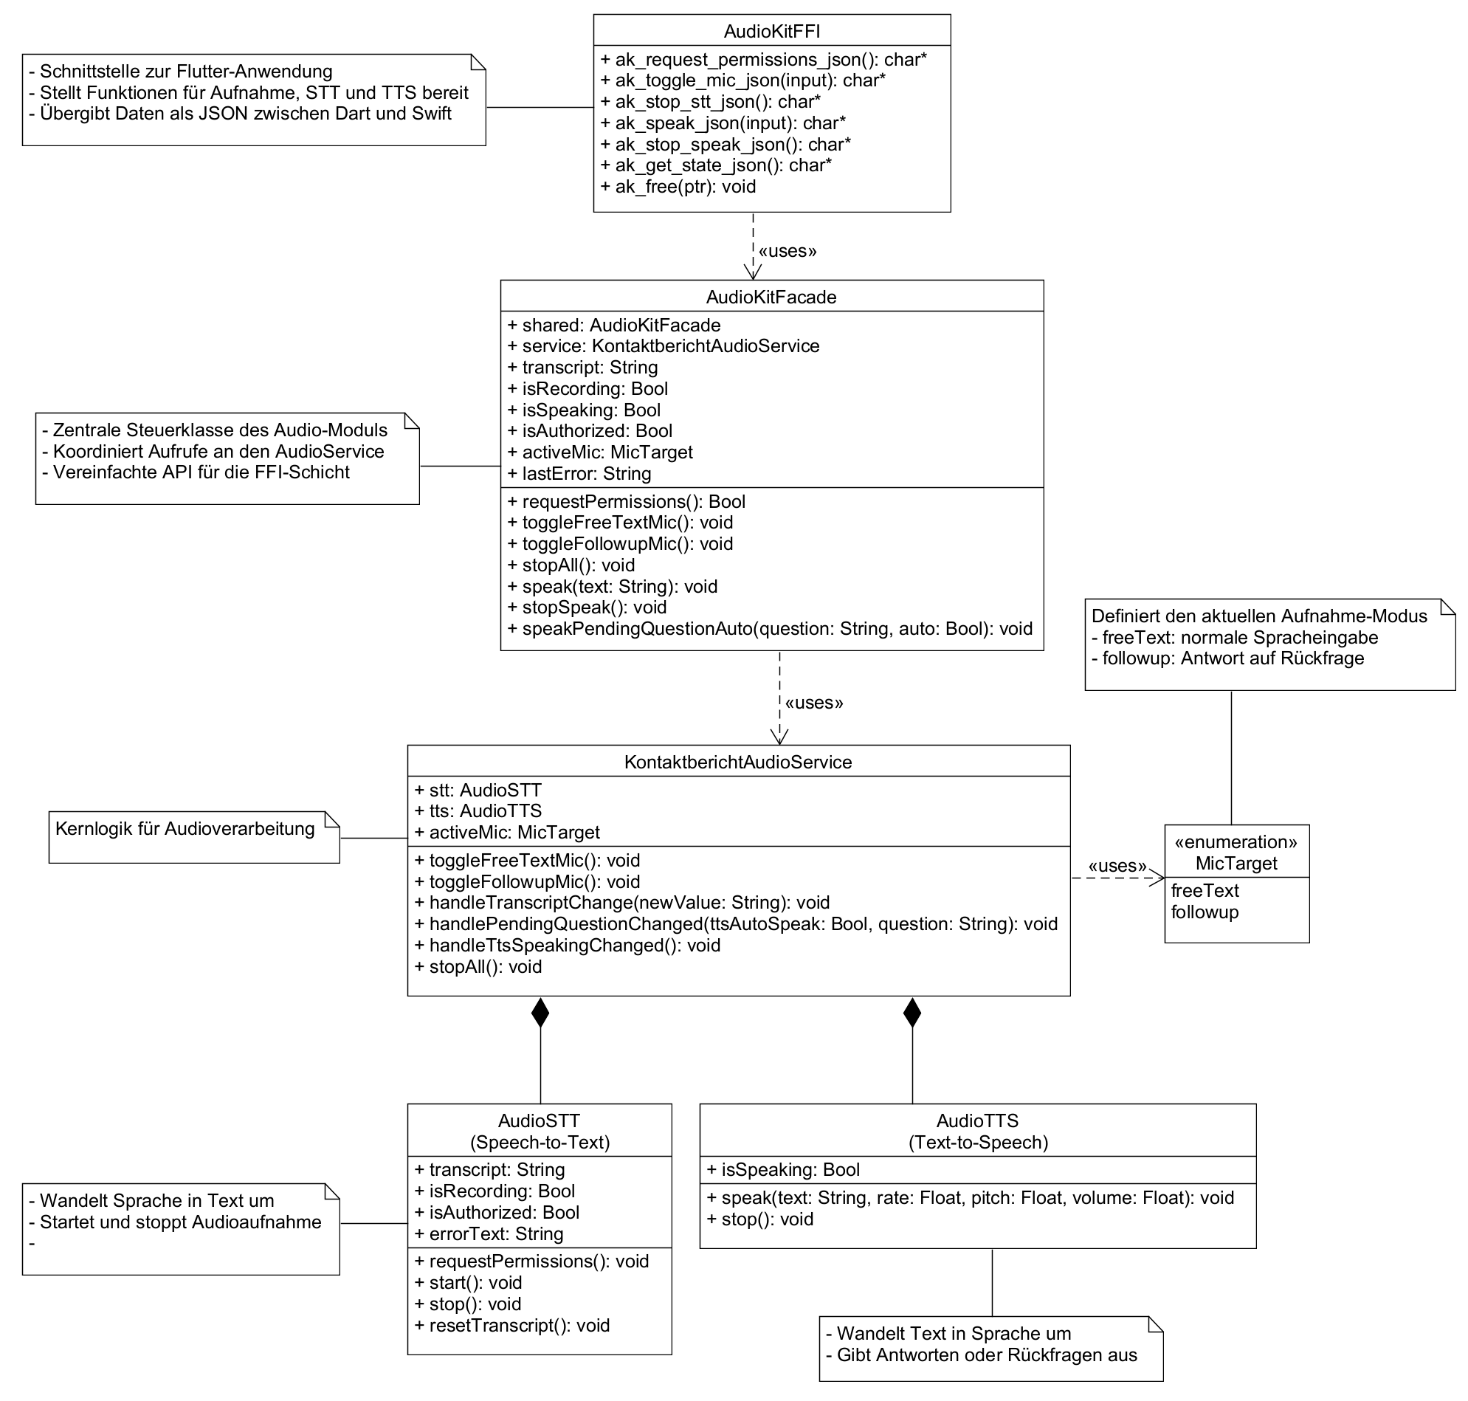 AudioKitFFI
+ ak_request_permissions_json(): char*
+ ak_toggle_mic_json(input): char*
+ ak_stop_stt_json(): char*
+ ak_speak_json(input): char*
+ ak_stop_speak_json(): char*
+ ak_get_state_json(): char*
+ ak_free(ptr): void
- Schnittstelle zur Flutter-Anwendung
- Stellt Funktionen für Aufnahme, STT und TTS bereit
- Übergibt Daten als JSON zwischen Dart und Swift
«uses»
AudioKitFacade
+ shared: AudioKitFacade
+ service: KontaktberichtAudioService
+ transcript: String
+ isRecording: Bool
+ isSpeaking: Bool
+ isAuthorized: Bool
+ activeMic: MicTarget
+ lastError: String
+ requestPermissions(): Bool
+ toggleFreeTextMic(): void
+ toggleFollowupMic(): void
+ stopAll(): void
+ speak(text: String): void
+ stopSpeak(): void
+ speakPendingQuestionAuto(question: String, auto: Bool): void
- Zentrale Steuerklasse des Audio-Moduls
- Koordiniert Aufrufe an den AudioService
- Vereinfachte API für die FFI-Schicht
Definiert den aktuellen Aufnahme-Modus
- freeText: normale Spracheingabe
- followup: Antwort auf Rückfrage
«uses»
KontaktberichtAudioService
+ stt: AudioSTT
+ tts: AudioTTS
+ activeMic: MicTarget
+ toggleFreeTextMic(): void
+ toggleFollowupMic(): void
+ handleTranscriptChange(newValue: String): void
+ handlePendingQuestionChanged(ttsAutoSpeak: Bool, question: String): void
+ handleTtsSpeakingChanged(): void
+ stopAll(): void
Kernlogik für Audioverarbeitung
«uses»
«enumeration»
MicTarget
freeText
followup
AudioSTT
(Speech-to-Text)
+ transcript: String
+ isRecording: Bool
+ isAuthorized: Bool
+ errorText: String
+ requestPermissions(): void
+ start(): void
+ stop(): void
+ resetTranscript(): void
- Wandelt Sprache in Text um
- Startet und stoppt Audioaufnahme
-
AudioTTS
(Text-to-Speech)
+ isSpeaking: Bool
+ speak(text: String, rate: Float, pitch: Float, volume: Float): void
+ stop(): void
- Wandelt Text in Sprache um
- Gibt Antworten oder Rückfragen aus